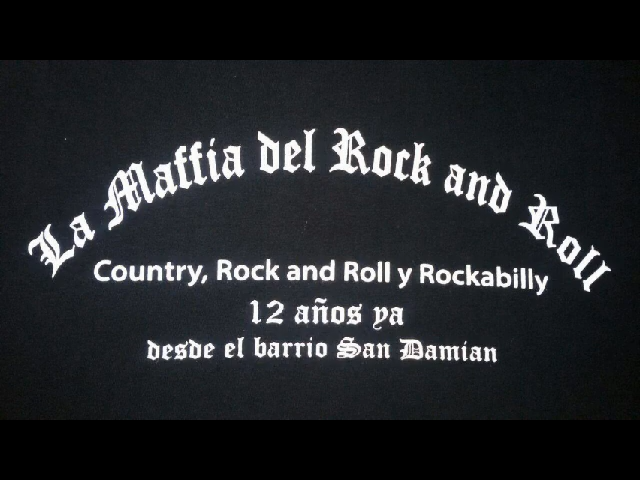 La Maffia del Rock and Roll
Country, Rock and Roll y Rockabilly
12 años ya
desde el barrio San Damian